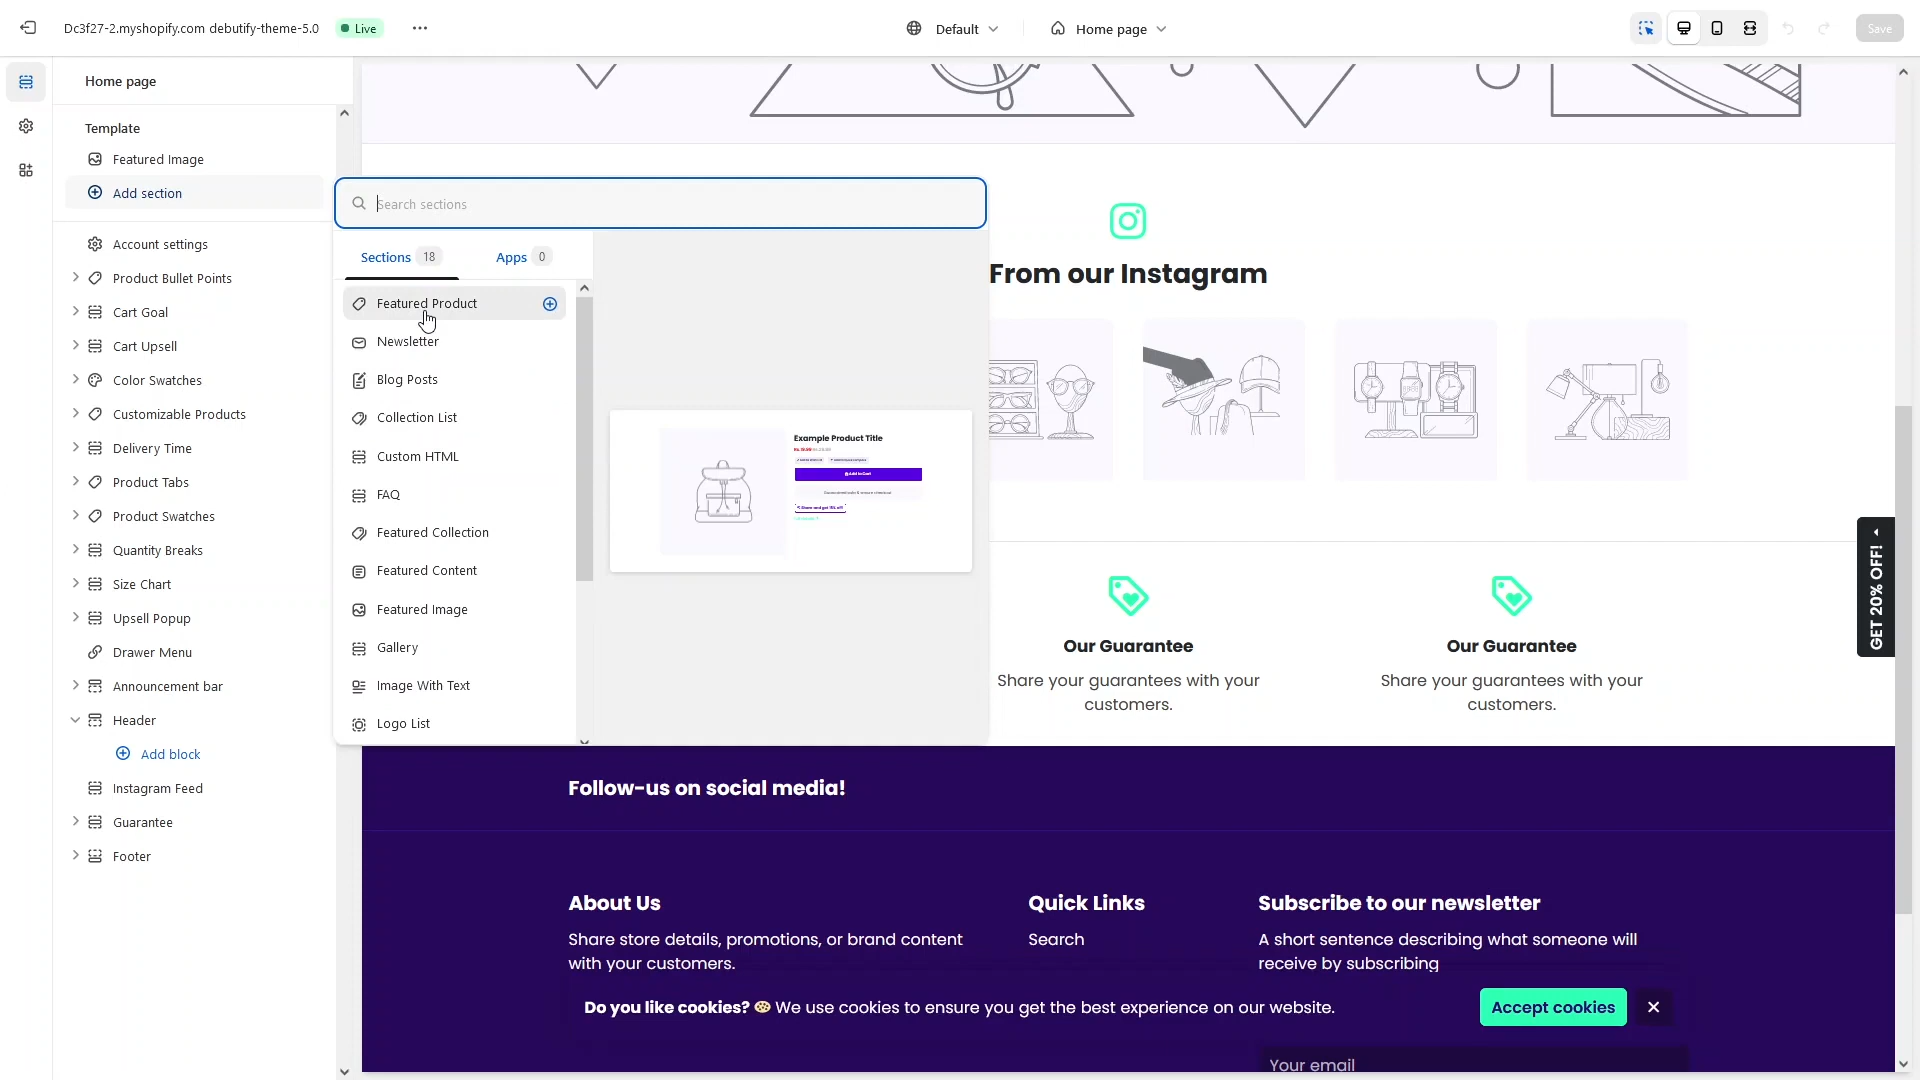 Dc3f27-2.myshopify.com debutify-theme-5.0
Live
Default
Home page
Save
Home page
Template
Featured Image
Add section
Account settings
Product Bullet Points
Cart Goal
Cart Upsell
Color Swatches
Customizable Products
Delivery Time
Product Tabs
Product Swatches
Quantity Breaks
Size Chart
Upsell Popup
Drawer Menu
Announcement bar
Header
Add block
Instagram Feed
Guarantee
Footer
Search sections
Sections 18
Apps 0
Featured Product
Newsletter
Blog Posts
Collection List
Custom HTML
FAQ
Featured Collection
Featured Content
Featured Image
Gallery
Image With Text
Logo List
Example Product Title
Add to Cart
From our Instagram
Our Guarantee
Share your guarantees with your
customers.
Our Guarantee
Share your guarantees with your
customers.
GET 20% OFF!
Follow-us on social media!
About Us
Share store details, promotions, or brand content
with your customers.
Quick Links
Search
Subscribe to our newsletter
A short sentence describing what someone will
receive by subscribing
Do you like cookies? 🍪 We use cookies to ensure you get the best experience on our website.
Accept cookies
Your email